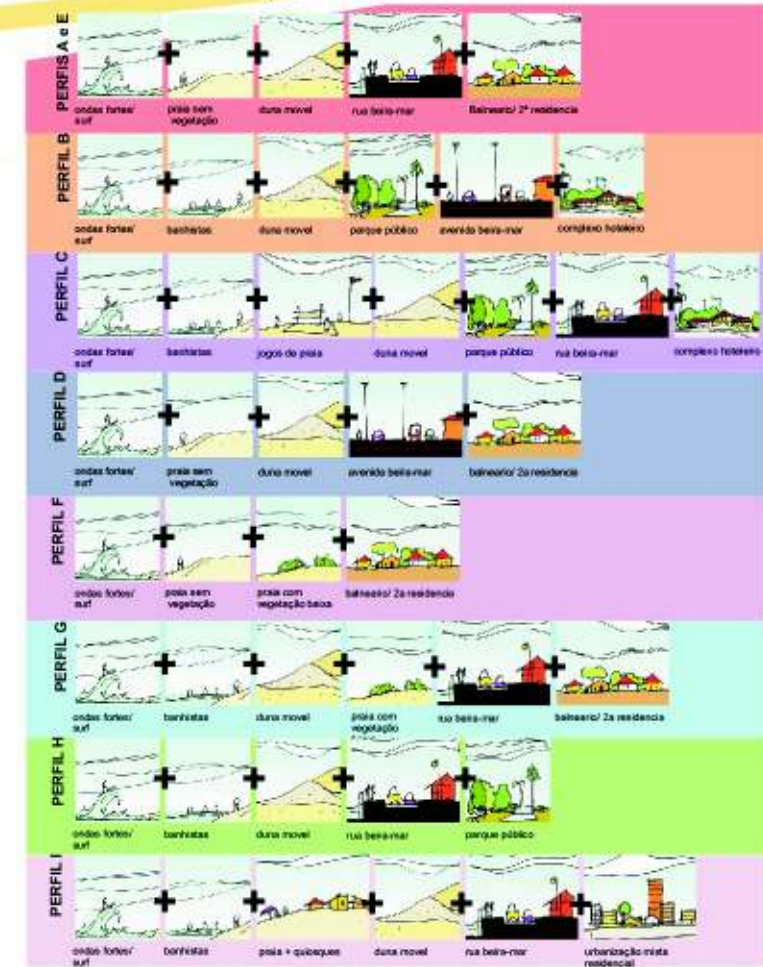 PERFIS A e E
ondas fortes/ surf
praia sem vegetação
duna movel
rua beira-mar
Balneario/ 2ª residencia
PERFIL B
ondas fortes/ surf
banhistas
duna movel
parque público
avenida beira-mar
complexo hoteleiro
PERFIL C
ondas fortes/ surf
banhistas
jogos de praia
duna movel
parque público
rua beira-mar
complexo hoteleiro
PERFIL D
ondas fortes/ surf
praia sem vegetação
duna movel
avenida beira-mar
balneario/ 2a residencia
PERFIL F
ondas fortes/ surf
praia sem vegetação
praia com vegetação baixa
balneario/ 2a residencia
PERFIL G
ondas fortes/ surf
banhistas
duna movel
praia com vegetação
rua beira-mar
balneario/ 2a residencia
PERFIL H
ondas fortes/ surf
banhistas
duna movel
rua beira-mar
parque público
PERFIL I
ondas fortes/ surf
banhistas
praia + quiosques
duna movel
rua beira-mar
urbanização mista residencial